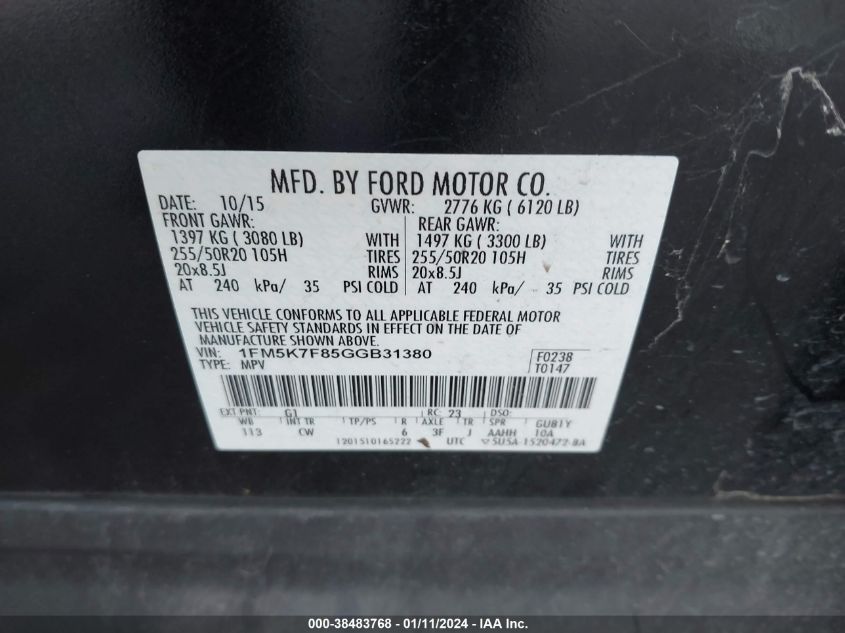 MFD. BY FORD MOTOR CO.
DATE: 10/15 GVWR: 2776 KG ( 6120 LB)
FRONT GAWR: REAR GAWR:
1397 KG ( 3080 LB) WITH 1497 KG ( 3300 LB) WITH
255/50R20 105H TIRES 255/50R20 105H TIRES
20x8.5J RIMS 20x8.5J RIMS
AT 240 kPa/ 35 PSI COLD AT 240 kPa/ 35 PSI COLD
THIS VEHICLE CONFORMS TO ALL APPLICABLE FEDERAL MOTOR
VEHICLE SAFETY STANDARDS IN EFFECT ON THE DATE OF
MANUFACTURE SHOWN ABOVE.
VIN: 1FM5K7F85GGB31380 F0238
TYPE: MPV T0147
EXT PNT: G1 RC: 23 DSO:
WB INT TR TP/PS R AXLE TR SPR GUB1Y
113 CW 6 3F J AAHH 10A
1201510165222 UTC 5U5A-1520472-BA
000-38483768 - 01/11/2024 - IAA Inc.